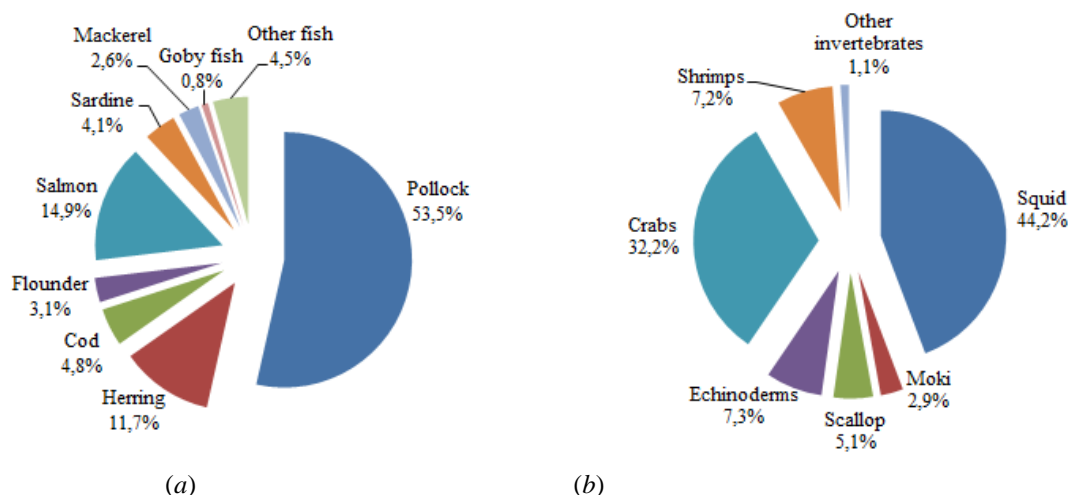 Mackerel
2,6%
Goby fish
0,8%
Other fish
4,5%
Sardine
4,1%
Salmon
14,9%
Pollock
53,5%
Flounder
3,1%
Cod
4,8%
Herring
11,7%
(a)
Other
invertebrates
1,1%
Shrimps
7,2%
Squid
44,2%
Crabs
32,2%
Moki
2,9%
Echinoderms
7,3%
Scallop
5,1%
(b)